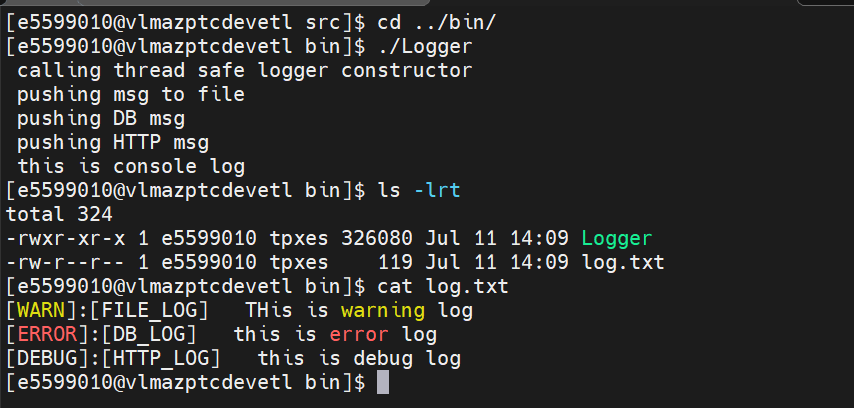 [e5599010@vlmazptcdevetl src]$ cd ../bin/
[e5599010@vlmazptcdevetl bin]$ ./Logger
 calling thread safe logger constructor
 pushing msg to file
 pushing DB msg
 pushing HTTP msg
 this is console log
[e5599010@vlmazptcdevetl bin]$ ls -lrt
total 324
-rwxr-xr-x 1 e5599010 tpxes 326080 Jul 11 14:09 Logger
-rw-r--r-- 1 e5599010 tpxes    119 Jul 11 14:09 log.txt
[e5599010@vlmazptcdevetl bin]$ cat log.txt
[WARN]:[FILE_LOG]   THis is warning log
[ERROR]:[DB_LOG]   this is error log
[DEBUG]:[HTTP_LOG]   this is debug log
[e5599010@vlmazptcdevetl bin]$